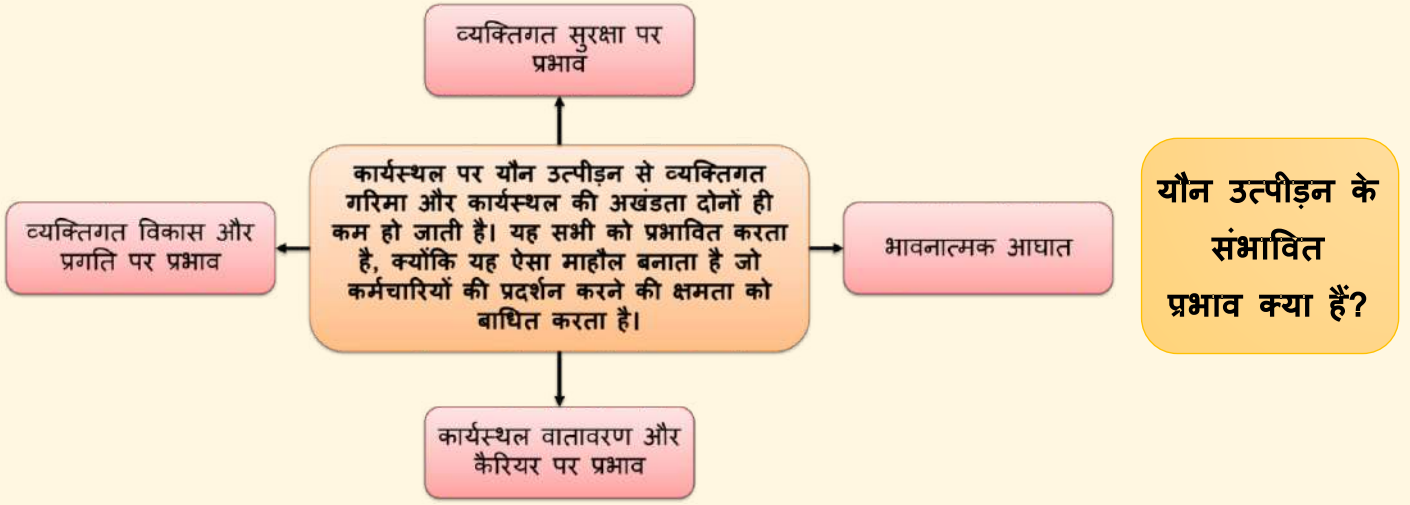 व्यक्तिगत सुरक्षा पर
प्रभाव
कार्यस्थल पर यौन उत्पीड़न से व्यक्तिगत
गरिमा और कार्यस्थल की अखंडता दोनों ही
कम हो जाती है। यह सभी को प्रभावित करता
है, क्योंकि यह ऐसा माहौल बनाता है जो
कर्मचारियों की प्रदर्शन करने की क्षमता को
बाधित करता है।
व्यक्तिगत विकास और
प्रगति पर प्रभाव
भावनात्मक आघात
कार्यस्थल वातावरण और
कैरियर पर प्रभाव
यौन उत्पीड़न के
संभावित
प्रभाव क्या हैं?